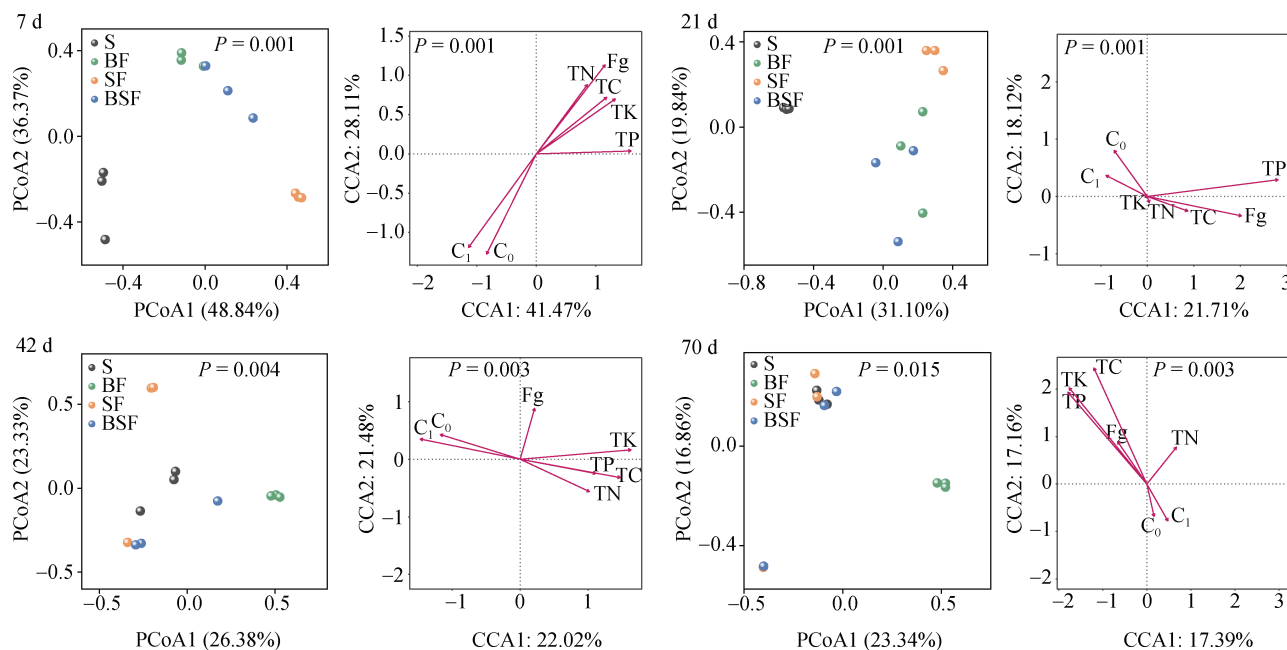 7 d
S
BF
SF
BSF
P = 0.001
0.4
0.0
−0.4
−0.4
0.0
0.4
PCoA2 (36.37%)
PCoA1 (48.84%)
P = 0.001
1.5
1.0
0.5
0.0
−0.5
−1.0
−2
−1
0
1
CCA2: 28.11%
CCA1: 41.47%
Fg
TN
TC
TK
TP
C1
C0
21 d
S
BF
SF
BSF
P = 0.001
0.4
0.0
−0.4
−0.8
−0.4
0.0
0.4
PCoA2 (19.84%)
PCoA1 (31.10%)
P = 0.001
2
1
0
−1
−1
0
1
2
3
CCA2: 18.12%
CCA1: 21.71%
C0
C1
TP
TK
TN
TC
Fg
42 d
S
BF
SF
BSF
P = 0.004
0.5
0.0
−0.5
−0.5
0.0
0.5
PCoA2 (23.33%)
PCoA1 (26.38%)
P = 0.003
1
0
−1
−2
−1
0
1
CCA2: 21.48%
CCA1: 22.02%
Fg
C0
C1
TK
TP
TC
TN
70 d
S
BF
SF
BSF
P = 0.015
0.4
0.0
−0.4
−0.5
0.0
0.5
PCoA2 (16.86%)
PCoA1 (23.34%)
P = 0.003
2
1
0
−1
−2
−2
−1
0
1
2
3
CCA2: 17.16%
CCA1: 17.39%
TC
TK
TP
Fg
TN
C0
C1